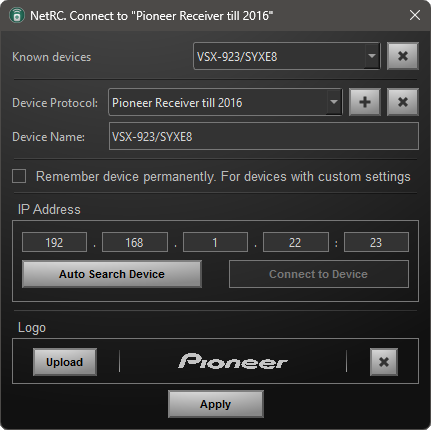 NetRC. Connect to "Pioneer Receiver till 2016"
Known devices VSX-923/SYXE8
Device Protocol: Pioneer Receiver till 2016
Device Name: VSX-923/SYXE8
Remember device permanently. For devices with custom settings
IP Address
192 . 168 . 1 . 22 : 23
Auto Search Device Connect to Device
Logo
Upload Pioneer
Apply